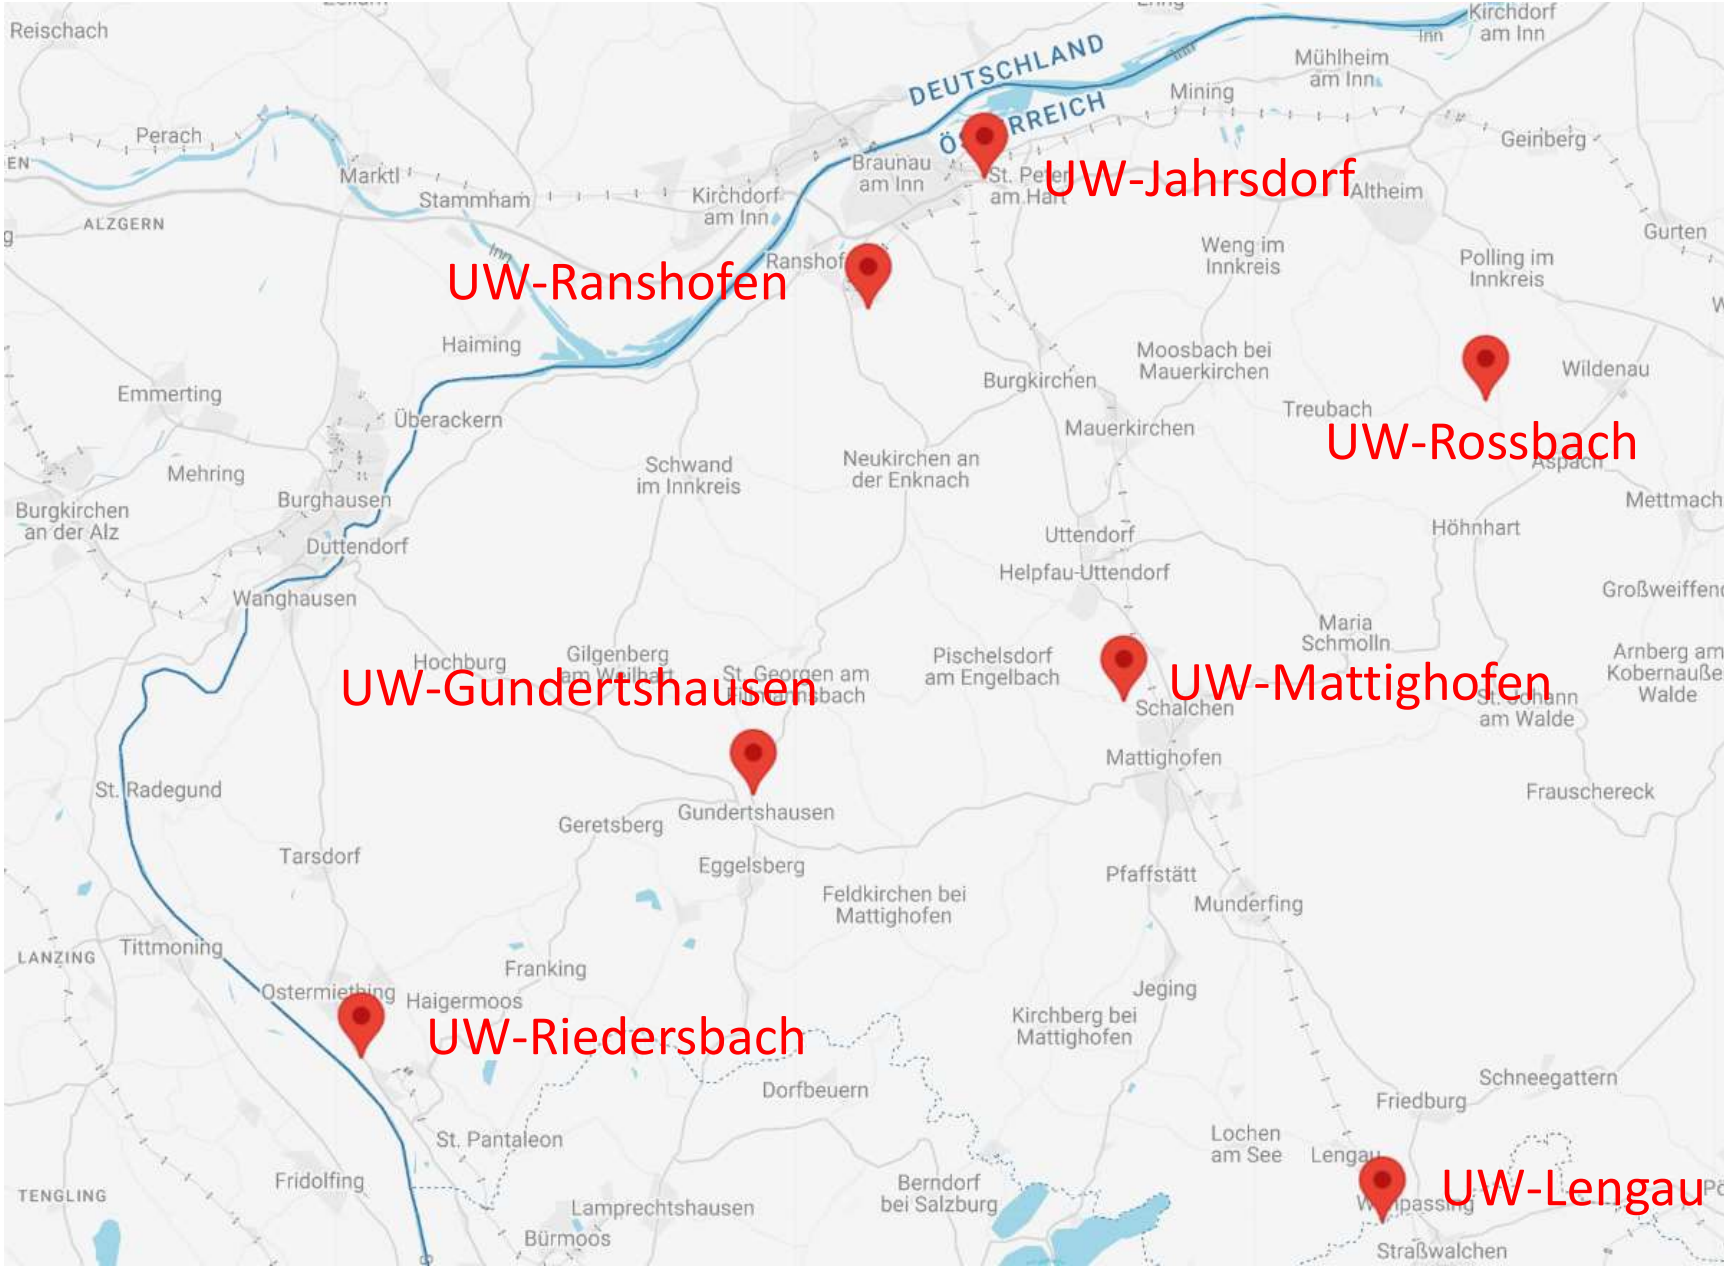 Kirchdorf
am Inn
Reischach
DEUTSCHLAND
Inn
Inn
Mühlheim
am Inn
Mining
ÖSTERREICH
Perach
Geinberg
Braunau
am Inn
Marktl
St. Peter
am Hart
UW-Jahrsdorf
Altheim
Stammham
Kirchdorf
am Inn
ALZGERN
Gurten
Inn
Weng im
Innkreis
Polling im
Innkreis
UW-Ranshofen
Haiming
Moosbach bei
Mauerkirchen
Wildenau
Burgkirchen
Emmerting
Treubach
Überackern
Mauerkirchen
UW-Rossbach
Aspach
Mehring
Schwand
im Innkreis
Neukirchen an
der Enknach
Burghausen
Mettmach
Burgkirchen
an der Alz
Höhnhart
Duttendorf
Uttendorf
Helpfau-Uttendorf
Wanghausen
Maria
Schmolln
Gilgenberg
am Weilhart
Hochburg
St. Georgen am
Pischelsdorf
am Engelbach
Arnberg am
Walde
UW-Gundertshausen
UW-Mattighofen
St. Johann
am Walde
Schalchen
Mattighofen
St. Radegund
Frauschereck
Gundertshausen
Geretsberg
Tarsdorf
Eggelsberg
Pfaffstätt
Feldkirchen bei
Mattighofen
Munderfing
Tittmoning
LANZING
Franking
Ostermiething
Haigermoos
Jeging
UW-Riedersbach
Kirchberg bei
Mattighofen
Dorfbeuern
Schneegattern
Friedburg
St. Pantaleon
Lochen
am See
Lengau
Fridolfing
Berndorf
bei Salzburg
TENGLING
UW-Lengau
Lamprechtshausen
Bürmoos
Straßwalchen